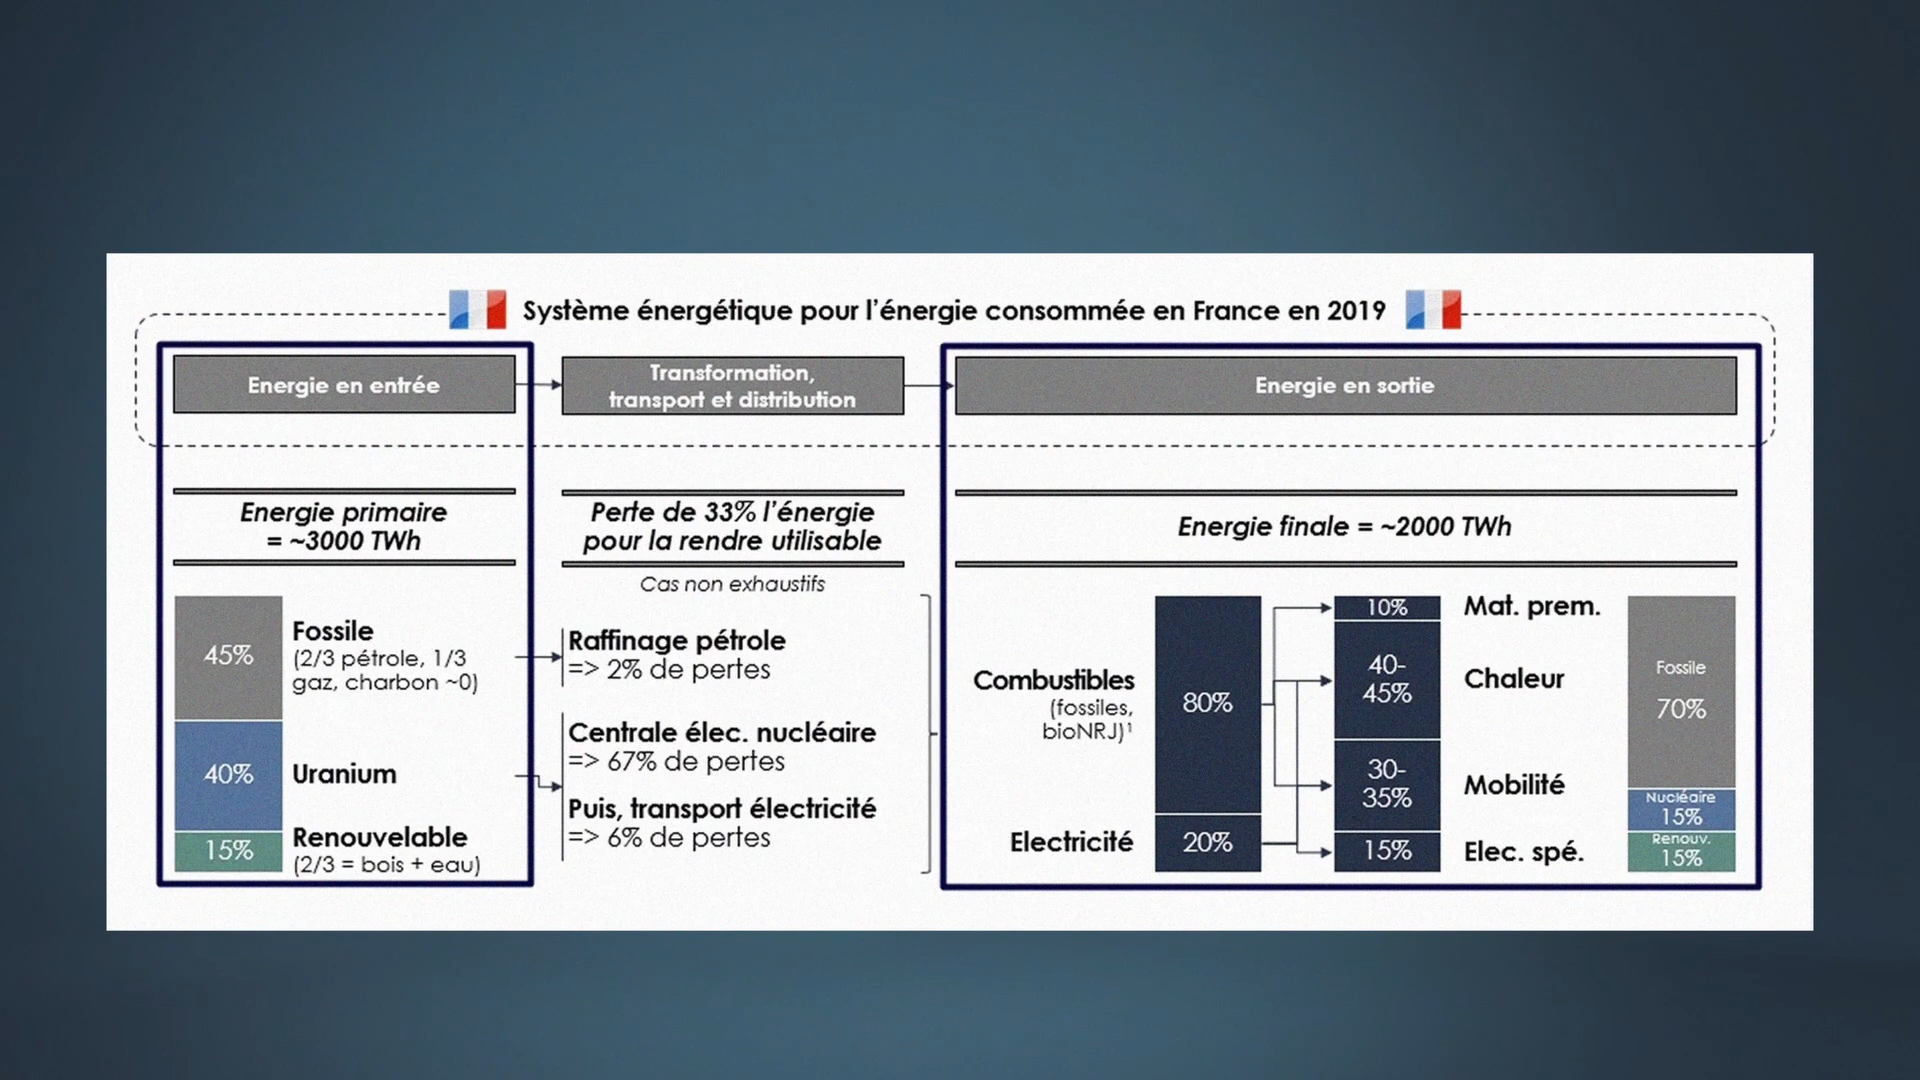 Système énergétique pour l'énergie consommée en France en 2019
Energie en entrée
Transformation,
transport et distribution
Energie en sortie
Energie primaire
= ~3000 TWh
Perte de 33% l'énergie
pour la rendre utilisable
Energie finale = ~2000 TWh
Cas non exhaustifs
45%
Fossile
(2/3 pétrole, 1/3
gaz, charbon ~0)
40%
Uranium
15%
Renouvelable
(2/3 = bois + eau)
Raffinage pétrole
=> 2% de pertes
Centrale élec. nucléaire
=> 67% de pertes
Puis, transport électricité
=> 6% de pertes
Combustibles
(fossiles,
bioNRJ)¹
80%
Electricité
20%
10%
Mat. prem.
40-
45%
Chaleur
30-
35%
Mobilité
15%
Elec. spé.
Fossile
70%
Nucléaire
15%
Renouv.
15%